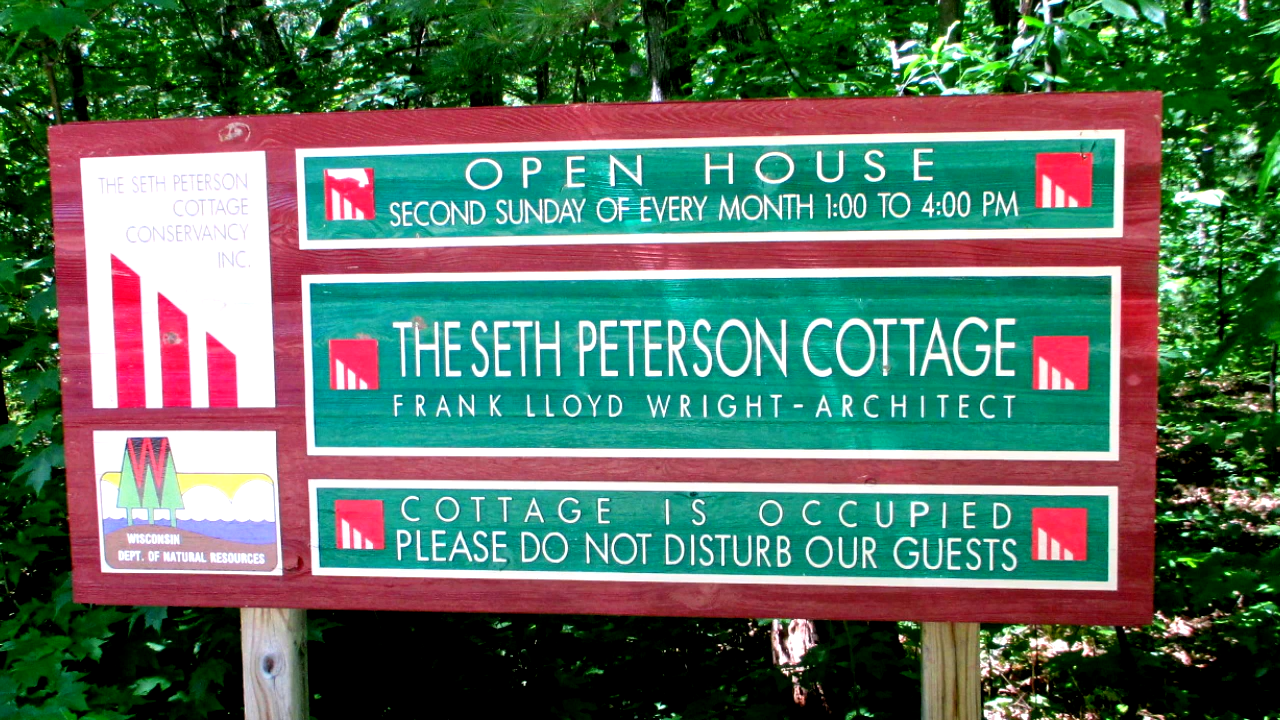 THE SETH PETERSON
COTTAGE
CONSERVANCY
INC.
W
WISCONSIN
DEPT. OF NATURAL RESOURCES
OPEN HOUSE
SECOND SUNDAY OF EVERY MONTH 1:00 TO 4:00 PM
THE SETH PETERSON COTTAGE
FRANK LLOYD WRIGHT-ARCHITECT
COTTAGE IS OCCUPIED
PLEASE DO NOT DISTURB OUR GUESTS